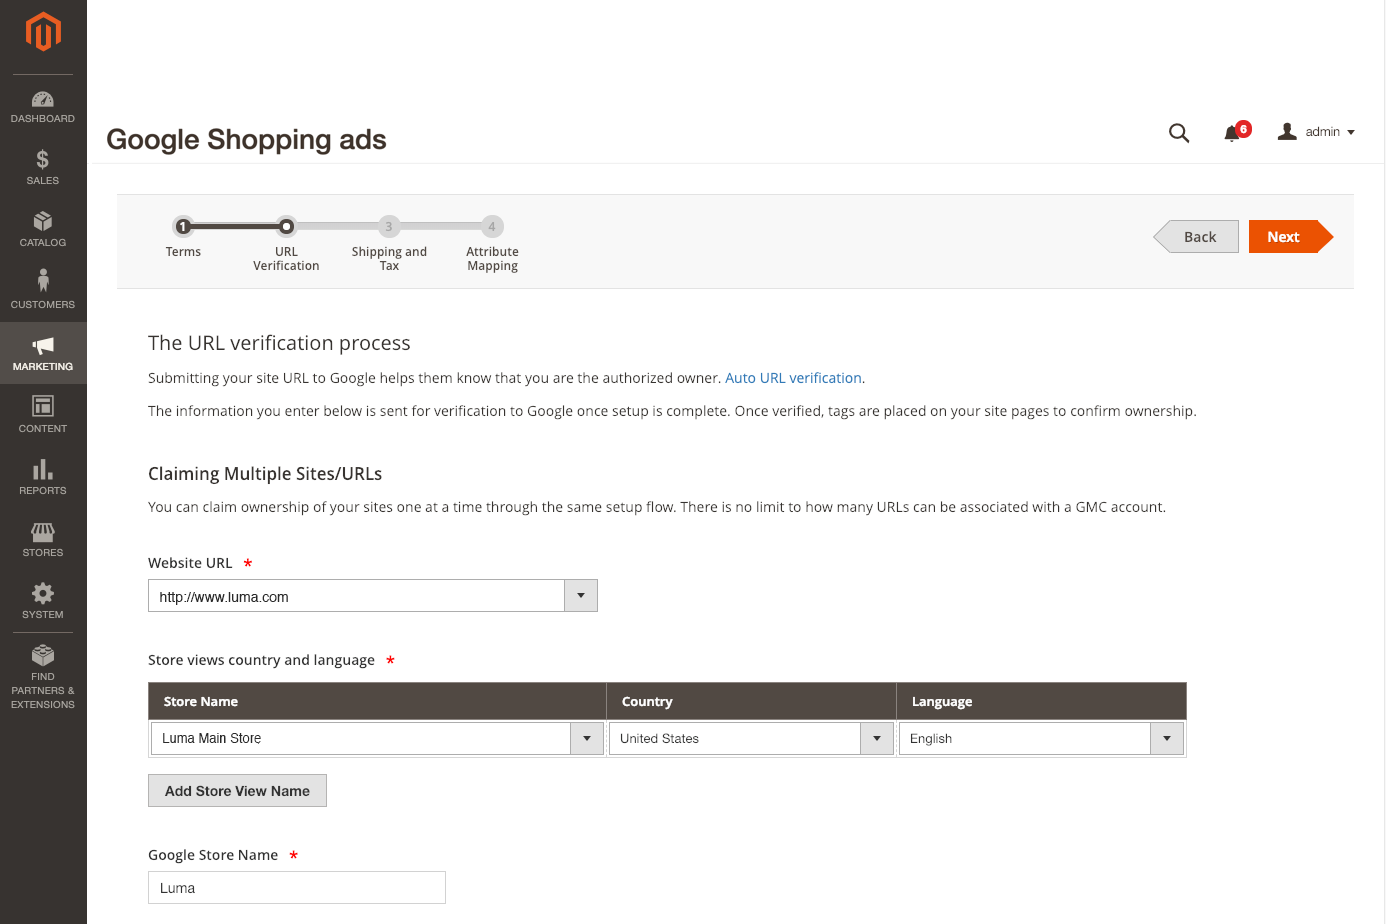 DASHBOARD
SALES
CATALOG
CUSTOMERS
MARKETING
CONTENT
REPORTS
STORES
SYSTEM
FIND
PARTNERS &
EXTENSIONS
Google Shopping ads
6
admin
1
3
4
Terms
URL
Verification
Shipping and
Tax
Attribute
Mapping
Back
Next
The URL verification process
Submitting your site URL to Google helps them know that you are the authorized owner. Auto URL verification.
The information you enter below is sent for verification to Google once setup is complete. Once verified, tags are placed on your site pages to confirm ownership.
Claiming Multiple Sites/URLs
You can claim ownership of your sites one at a time through the same setup flow. There is no limit to how many URLs can be associated with a GMC account.
Website URL *
http://www.luma.com
Store views country and language *
Store Name Country Language
Luma Main Store United States English
Add Store View Name
Google Store Name *
Luma